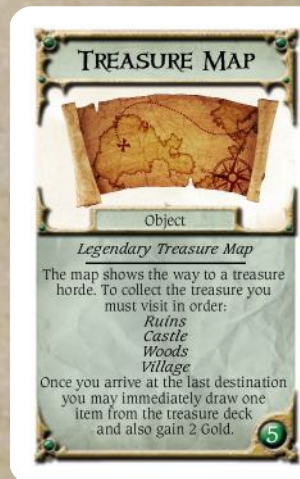 TREASURE MAP
Object
Legendary Treasure Map
The map shows the way to a treasure
horde. To collect the treasure you
must visit in order:
Ruins
Castle
Woods
Village
Once you arrive at the last destination
you may immediately draw one
item from the treasure deck
and also gain 2 Gold.
5